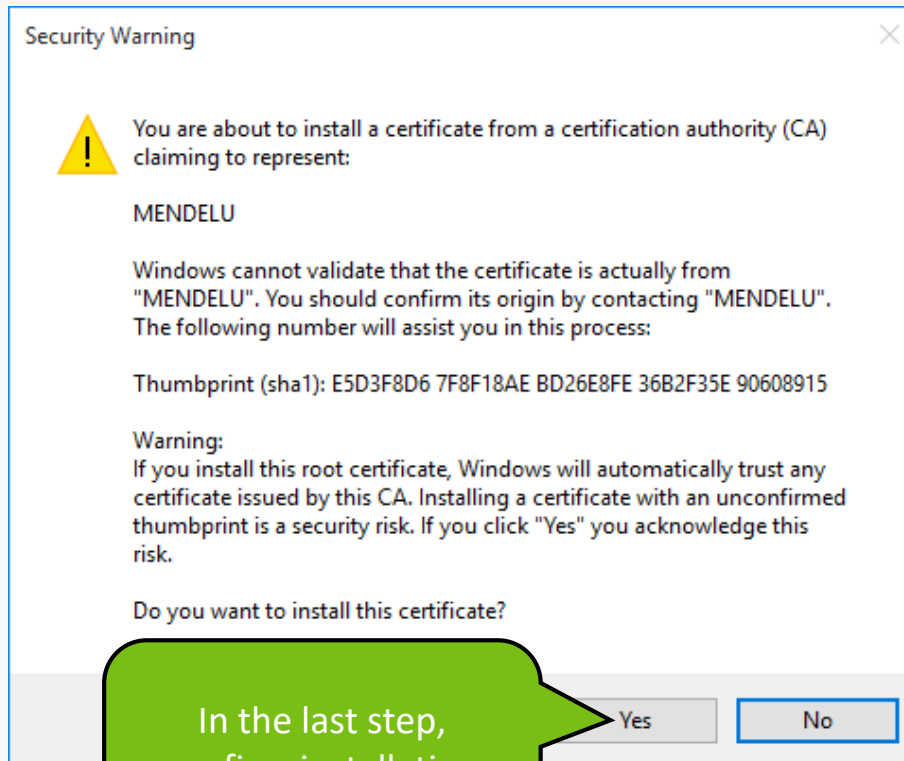 Security Warning
You are about to install a certificate from a certification authority (CA)
claiming to represent:
MENDELU
Windows cannot validate that the certificate is actually from
"MENDELU". You should confirm its origin by contacting "MENDELU".
The following number will assist you in this process:
Thumbprint (sha1): E5D3F8D6 7F8F18AE BD26E8FE 36B2F35E 90608915
Warning:
If you install this root certificate, Windows will automatically trust any
certificate issued by this CA. Installing a certificate with an unconfirmed
thumbprint is a security risk. If you click "Yes" you acknowledge this
risk.
Do you want to install this certificate?
In the last step,
Yes
No